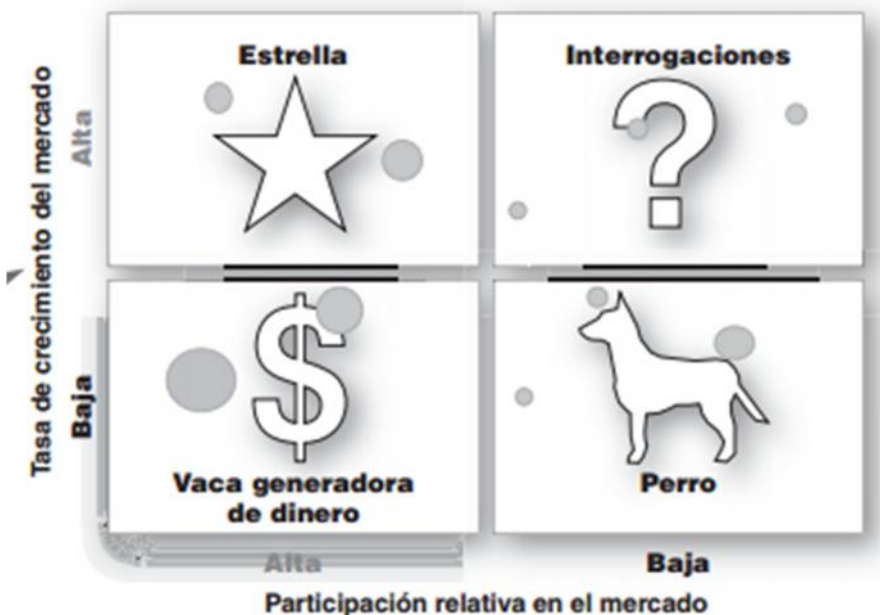 Tasa de crecimiento del mercado
Alta
Estrella
Interrogaciones
?
Baja
$
Vaca generadora
de dinero
Perro
Alta
Baja
Participación relativa en el mercado